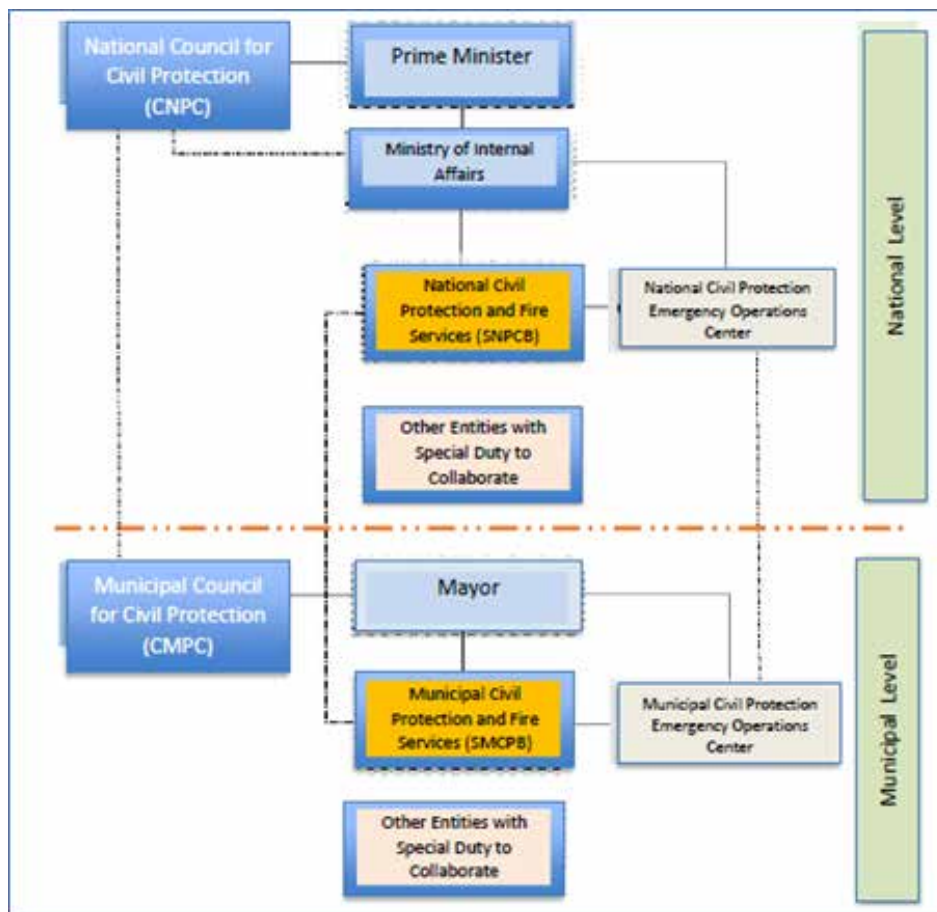 National Council for
Civil Protection
(CNPC)
Prime Minister
Ministry of Internal
Affairs
National Civil
Protection and Fire
Services (SNPCB)
National Civil Protection
Emergency Operations
Center
Other Entities with
Special Duty to
Collaborate
National Level
Municipal Council
for Civil Protection
(CMPC)
Mayor
Municipal Civil
Protection and Fire
Services (SMCPB)
Municipal Civil Protection
Emergency Operations
Center
Other Entities with
Special Duty to
Collaborate
Municipal Level